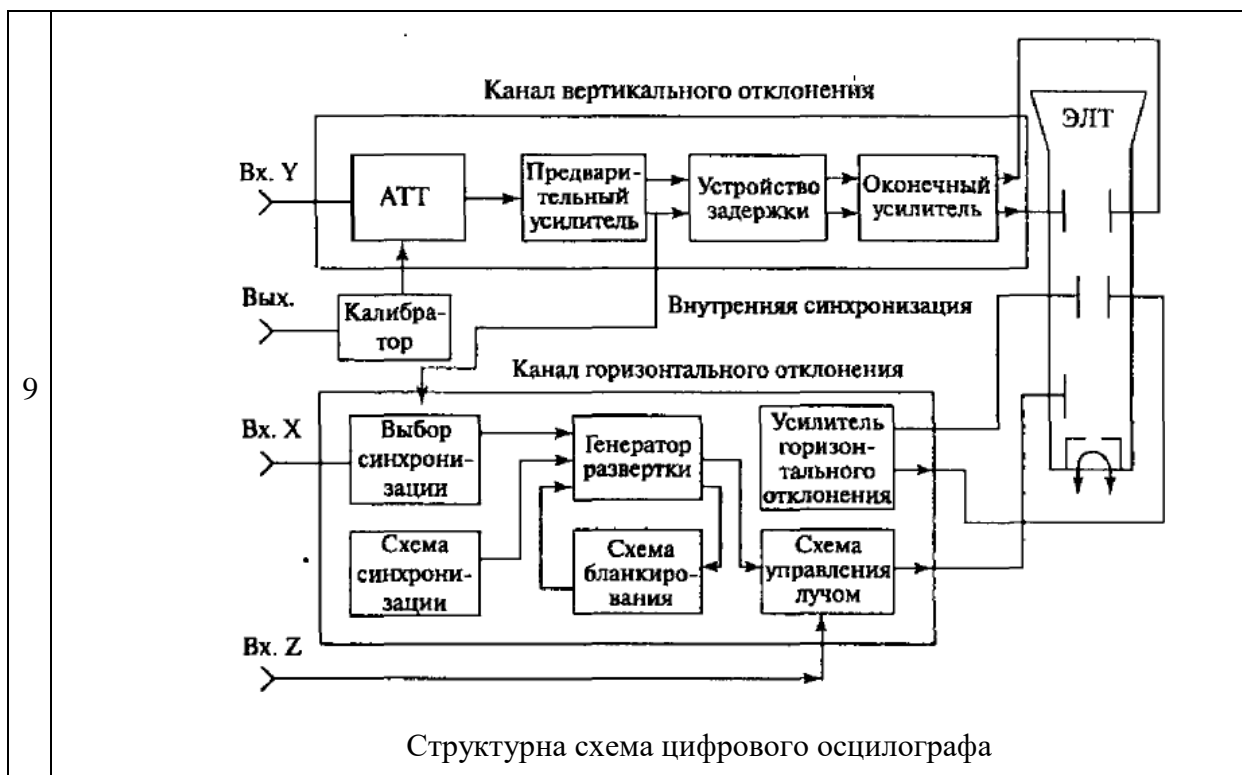 9
Канал вертикального отклонения
ЭЛТ
Вх. Y
АТТ
Предвари-
тельный
усилитель
Устройство
задержки
Оконечный
усилитель
Вых.
Калибра-
тор
Внутренняя синхронизация
Канал горизонтального отклонения
Вх. X
Выбор
синхрони-
зации
Генератор
развертки
Усилитель
горизон-
тального
отклонения
Схема
синхрони-
зации
Схема
бланкиро-
вания
Схема
управления
лучом
Вх. Z
Структурна схема цифрового осцилографа